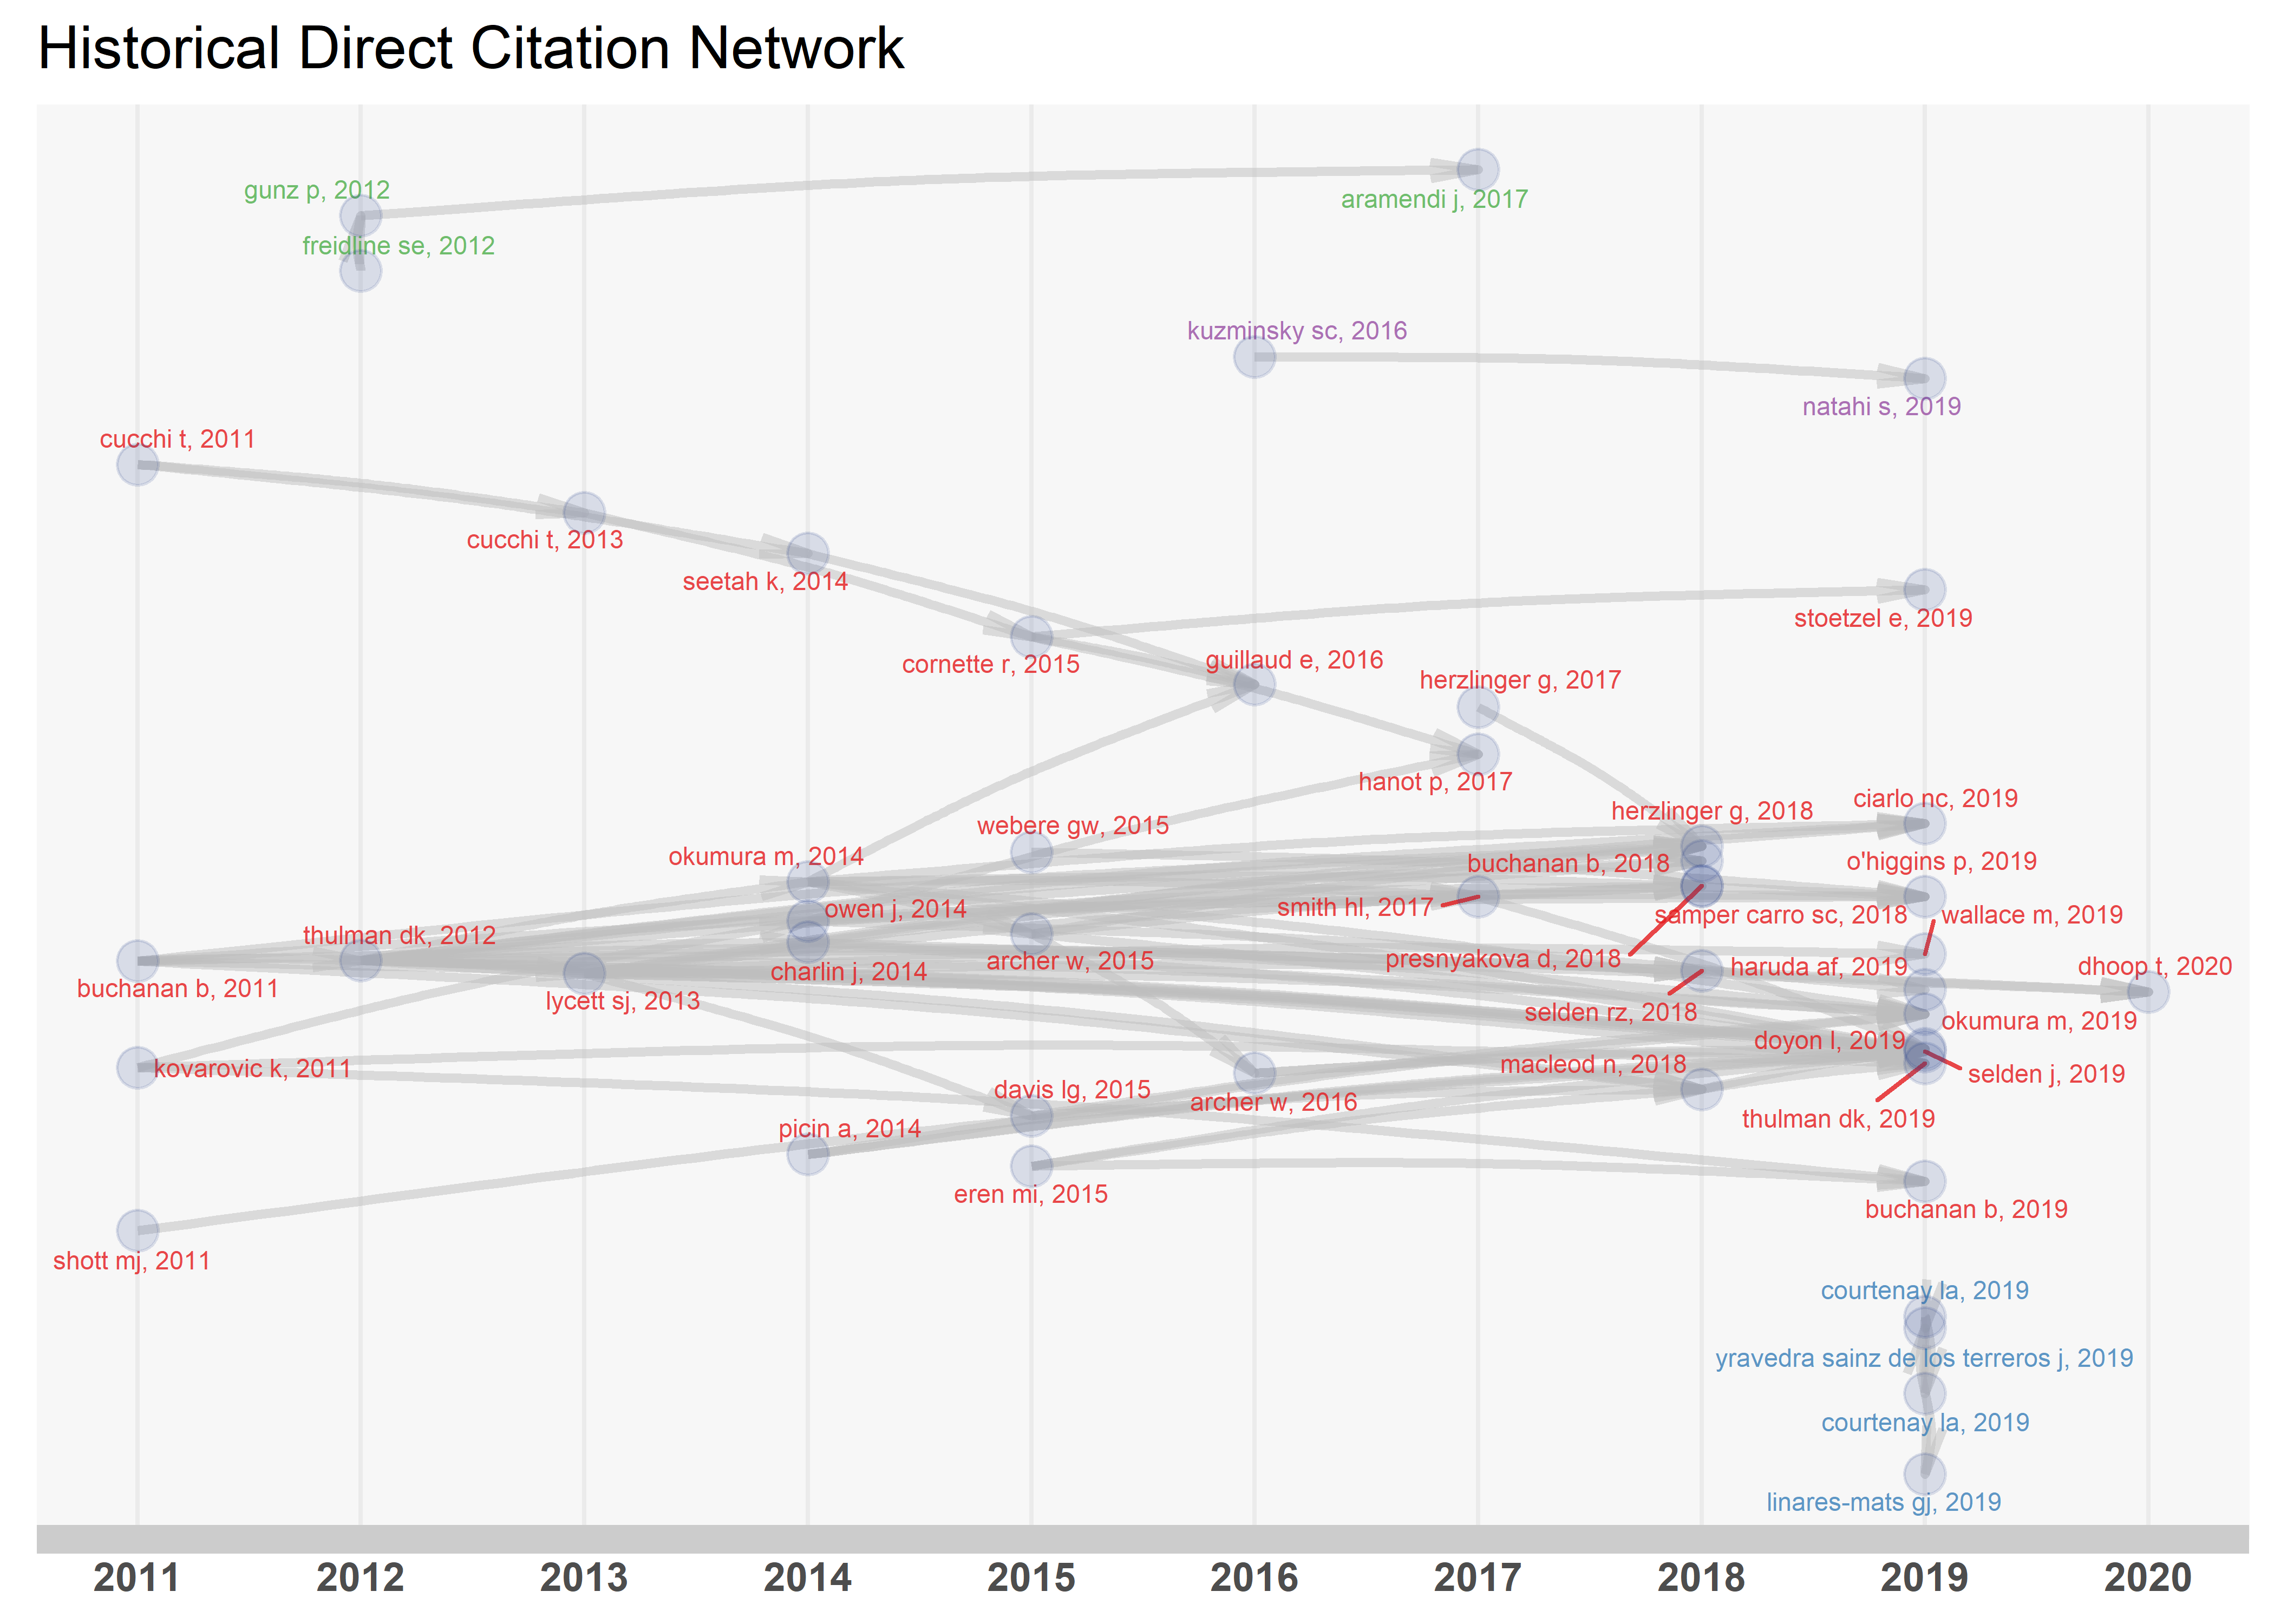 Historical Direct Citation Network
gunz p, 2012
aramendi j, 2017
freidline se, 2012
kuzminsky sc, 2016
natahi s, 2019
cucchi t, 2011
cucchi t, 2013
seetah k, 2014
stoetzel e, 2019
cornette r, 2015
guillaud e, 2016
herzlinger g, 2017
hanot p, 2017
ciarlo nc, 2019
herzlinger g, 2018
webere gw, 2015
okumura m, 2014
buchanan b, 2018
o'higgins p, 2019
smith hl, 2017
owen j, 2014
samper carro sc, 2018
wallace m, 2019
thulman dk, 2012
presnyakova d, 2018
archer w, 2015
haruda af, 2019
dhoop t, 2020
charlin j, 2014
buchanan b, 2011
lycett sj, 2013
selden rz, 2018
okumura m, 2019
doyon l, 2019
kovarovic k, 2011
macleod n, 2018
selden j, 2019
davis lg, 2015
archer w, 2016
thulman dk, 2019
picin a, 2014
eren mi, 2015
buchanan b, 2019
shott mj, 2011
courtenay la, 2019
yravedra sainz de los terreros j, 2019
courtenay la, 2019
linares-mats gj, 2019
2011 2012 2013 2014 2015 2016 2017 2018 2019 2020